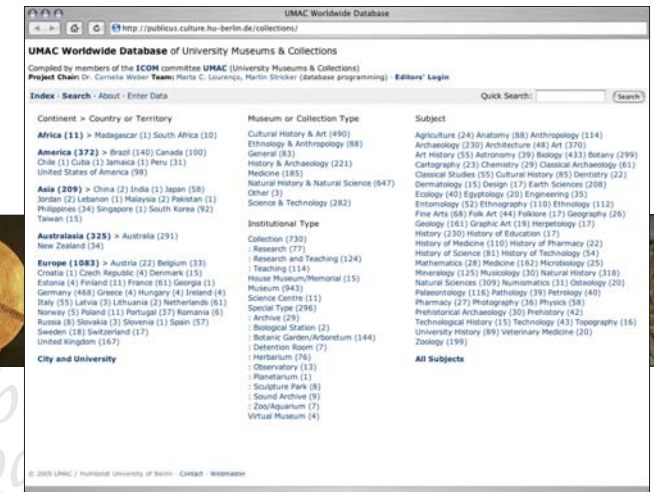 UMAC Worldwide Database
http://publicus.culture.hu-berlin.de/collections/
UMAC Worldwide Database of University Museums & Collections
Compiled by members of the ICOM committee UMAC (University Museums & Collections)
Project Chair: Dr. Cornelia Weber Team: Marta C. Lourenço, Martin Stricker (database programming) - Editors' Login
Index - Search - About - Enter Data
Quick Search:
Search
Continent > Country or Territory
Africa (11) > Madagascar (1) South Africa (10)
America (372) > Brazil (140) Canada (100)
Chile (1) Cuba (1) Jamaica (1) Peru (31)
United States of America (98)
Asia (209) > China (2) India (1) Japan (58)
Jordan (2) Lebanon (1) Malaysia (2) Pakistan (1)
Philippines (34) Singapore (1) South Korea (92)
Taiwan (15)
Australasia (325) > Australia (291)
New Zealand (34)
Europe (1083) > Austria (22) Belgium (33)
Croatia (1) Czech Republic (4) Denmark (15)
Estonia (4) Finland (11) France (61) Georgia (1)
Germany (468) Greece (4) Hungary (4) Ireland (4)
Italy (55) Latvia (3) Lithuania (2) Netherlands (61)
Norway (5) Poland (11) Portugal (37) Romania (6)
Russia (8) Slovakia (3) Slovenia (1) Spain (57)
Sweden (18) Switzerland (17)
United Kingdom (167)
City and University
Museum or Collection Type
Cultural History & Art (490)
Ethnology & Anthropology (88)
General (83)
History & Archaeology (221)
Medicine (185)
Natural History & Natural Science (647)
Other (3)
Science & Technology (282)
Institutional Type
Collection (730)
: Research (77)
: Research and Teaching (124)
: Teaching (114)
House Museum/Memorial (15)
Museum (943)
Science Centre (11)
Special Type (296)
: Archive (29)
: Biological Station (2)
: Botanic Garden/Arboretum (144)
: Detention Room (7)
: Herbarium (76)
: Observatory (13)
: Planetarium (1)
: Sculpture Park (8)
: Sound Archive (9)
: Zoo/Aquarium (7)
Virtual Museum (4)
Subject
Agriculture (24) Anatomy (88) Anthropology (114)
Archaeology (230) Architecture (48) Art (370)
Art History (55) Astronomy (39) Biology (433) Botany (299)
Cartography (23) Chemistry (29) Classical Archaeology (61)
Classical Studies (55) Cultural History (85) Dentistry (22)
Dermatology (15) Design (17) Earth Sciences (208)
Ecology (40) Egyptology (20) Engineering (35)
Entomology (52) Ethnography (110) Ethnology (112)
Fine Arts (68) Folk Art (44) Folklore (17) Geography (26)
Geology (161) Graphic Art (19) Herpetology (17)
History (230) History of Education (17)
History of Medicine (110) History of Pharmacy (22)
History of Science (81) History of Technology (54)
Mathematics (28) Medicine (162) Microbiology (25)
Mineralogy (125) Musicology (30) Natural History (318)
Natural Sciences (309) Numismatics (31) Osteology (20)
Palaeontology (116) Pathology (39) Petrology (40)
Pharmacy (27) Photography (36) Physics (58)
Prehistorical Archaeology (30) Prehistory (42)
Technological History (15) Technology (43) Topography (16)
University History (89) Veterinary Medicine (20)
Zoology (199)
All Subjects
© 2005 UMAC / Humboldt University of Berlin - Contact - Webmaster